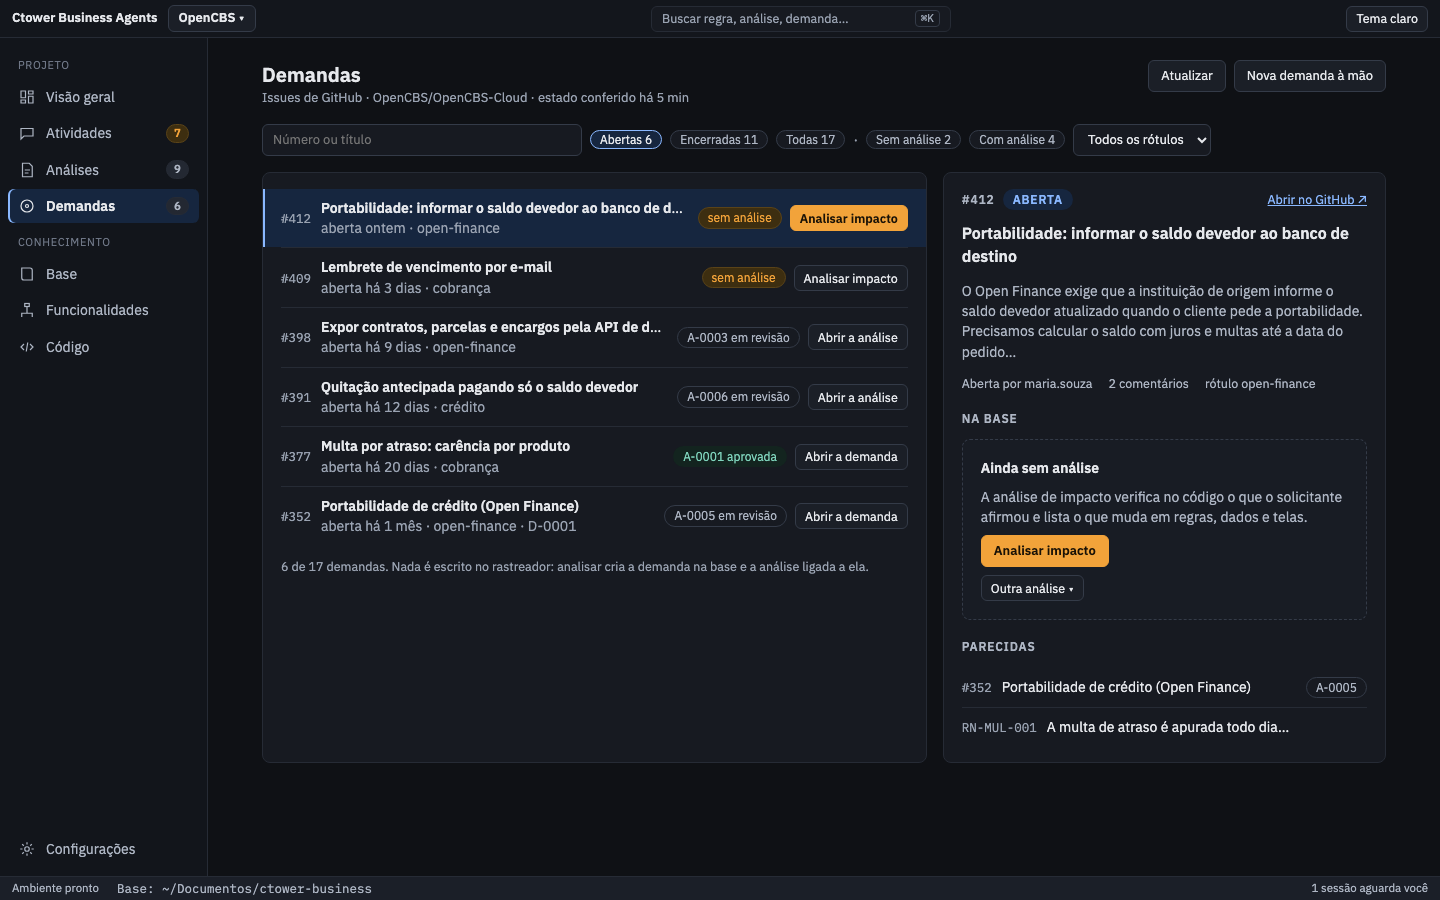 Ctower Business Agents
OpenCBS ▾
Buscar regra, análise, demanda...
⌘K
Tema claro
PROJETO
Visão geral
Atividades 7
Análises 9
Demandas 6
CONHECIMENTO
Base
Funcionalidades
Código
Configurações
Demandas
Issues de GitHub · OpenCBS/OpenCBS-Cloud · estado conferido há 5 min
Atualizar
Nova demanda à mão
Número ou título
Abertas 6
Encerradas 11
Todas 17
·
Sem análise 2
Com análise 4
Todos os rótulos
#412
Portabilidade: informar o saldo devedor ao banco de d...
aberta ontem · open-finance
sem análise
Analisar impacto
#409
Lembrete de vencimento por e-mail
aberta há 3 dias · cobrança
sem análise
Analisar impacto
#398
Expor contratos, parcelas e encargos pela API de d...
aberta há 9 dias · open-finance
A-0003 em revisão
Abrir a análise
#391
Quitação antecipada pagando só o saldo devedor
aberta há 12 dias · crédito
A-0006 em revisão
Abrir a análise
#377
Multa por atraso: carência por produto
aberta há 20 dias · cobrança
A-0001 aprovada
Abrir a demanda
#352
Portabilidade de crédito (Open Finance)
aberta há 1 mês · open-finance · D-0001
A-0005 em revisão
Abrir a demanda
6 de 17 demandas. Nada é escrito no rastreador: analisar cria a demanda na base e a análise ligada a ela.
#412 ABERTA
Abrir no GitHub ↗
Portabilidade: informar o saldo devedor ao banco de
destino
O Open Finance exige que a instituição de origem informe o
saldo devedor atualizado quando o cliente pede a portabilidade.
Precisamos calcular o saldo com juros e multas até a data do
pedido...
Aberta por maria.souza 2 comentários rótulo open-finance
NA BASE
Ainda sem análise
A análise de impacto verifica no código o que o solicitante
afirmou e lista o que muda em regras, dados e telas.
Analisar impacto
Outra análise ▾
PARECIDAS
#352 Portabilidade de crédito (Open Finance) A-0005
RN-MUL-001 A multa de atraso é apurada todo dia...
Ambiente pronto
Base: ~/Documentos/ctower-business
1 sessão aguarda você